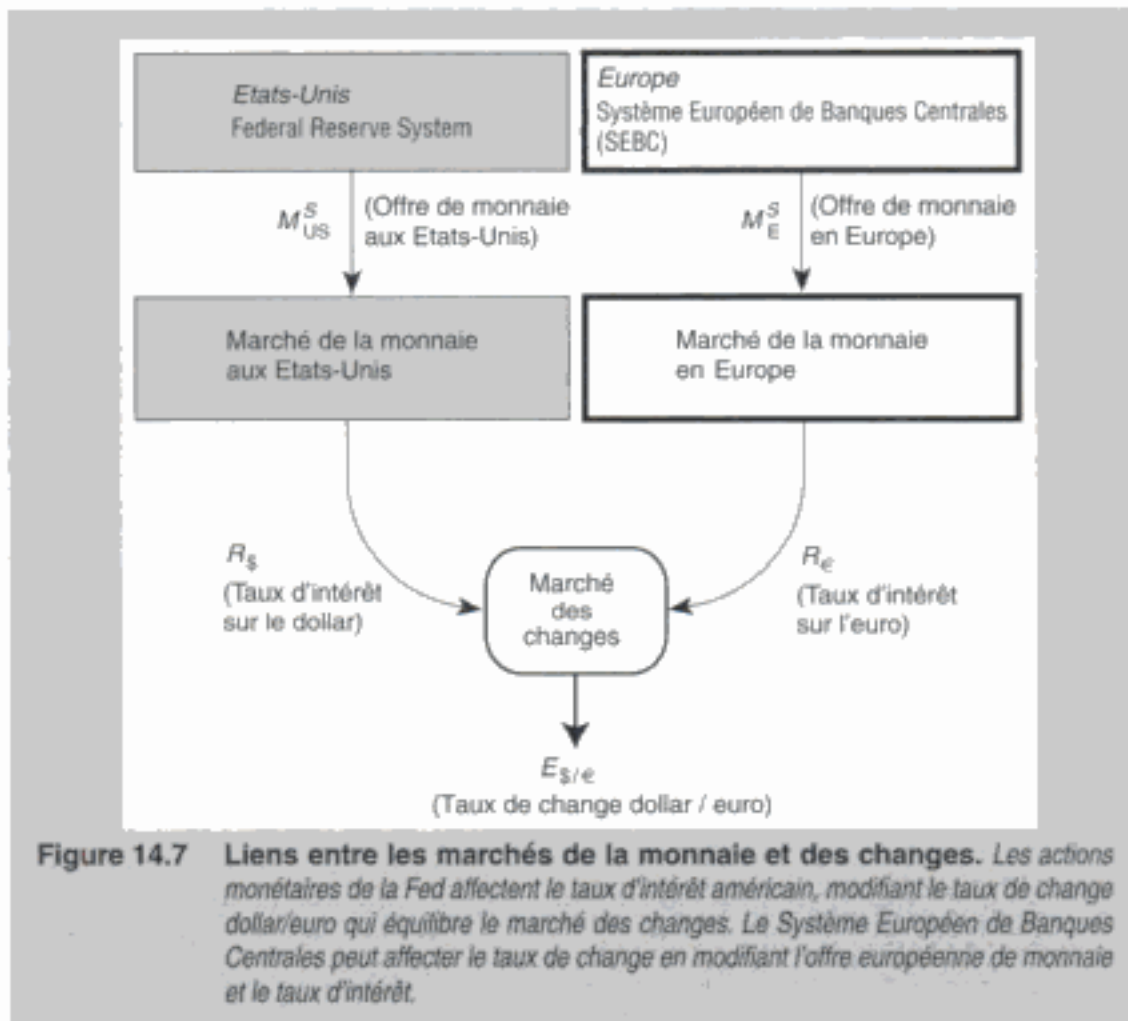 Etats-Unis
Federal Reserve System
Europe
Système Européen de Banques Centrales
(SEBC)
M^S_US (Offre de monnaie
aux Etats-Unis)
M^S_E (Offre de monnaie
en Europe)
Marché de la monnaie
aux Etats-Unis
Marché de la monnaie
en Europe
R$
(Taux d'intérêt
sur le dollar)
Marché
des
changes
R€
(Taux d'intérêt
sur l'euro)
E$/€
(Taux de change dollar / euro)
Figure 14.7 Liens entre les marchés de la monnaie et des changes. Les actions
monétaires de la Fed affectent le taux d'intérêt américain, modifiant le taux de change
dollar/euro qui équilibre le marché des changes. Le Système Européen de Banques
Centrales peut affecter le taux de change en modifiant l'offre européenne de monnaie
et le taux d'intérêt.